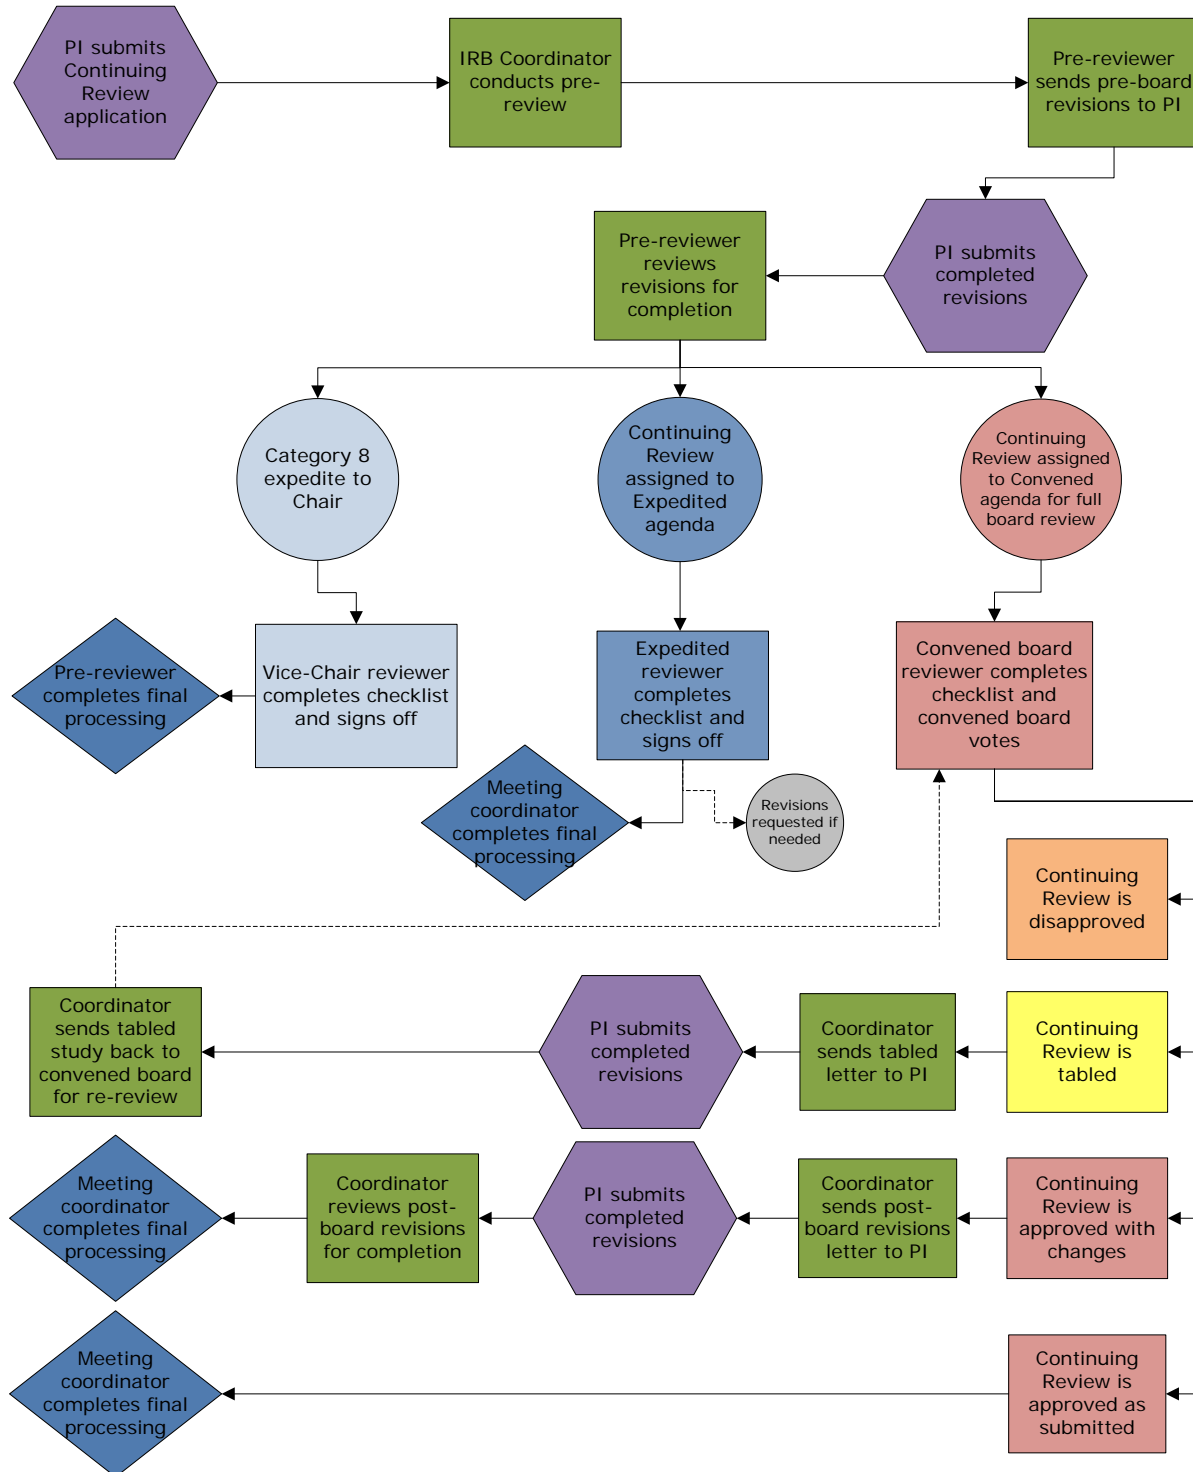 PI submits
Continuing
Review
application
IRB Coordinator
conducts pre-
review
Pre-reviewer
sends pre-board
revisions to PI
Pre-reviewer
reviews
revisions for
completion
PI submits
completed
revisions
Category 8
expedite to
Chair
Continuing
Review
assigned to
Expedited
agenda
Continuing
Review assigned
to Convened
agenda for full
board review
Pre-reviewer
completes final
processing
Vice-Chair reviewer
completes checklist
and signs off
Expedited
reviewer
completes
checklist and
signs off
Convened board
reviewer completes
checklist and
convened board
votes
Meeting
coordinator
completes final
processing
Revisions
requested if
needed
Continuing
Review is
disapproved
Coordinator
sends tabled
study back to
convened board
for re-review
PI submits
completed
revisions
Coordinator
sends tabled
letter to PI
Continuing
Review is
tabled
Meeting
coordinator
completes final
processing
Coordinator
reviews post-
board revisions
for completion
PI submits
completed
revisions
Coordinator
sends post-
board revisions
letter to PI
Continuing
Review is
approved with
changes
Meeting
coordinator
completes final
processing
Continuing
Review is
approved as
submitted